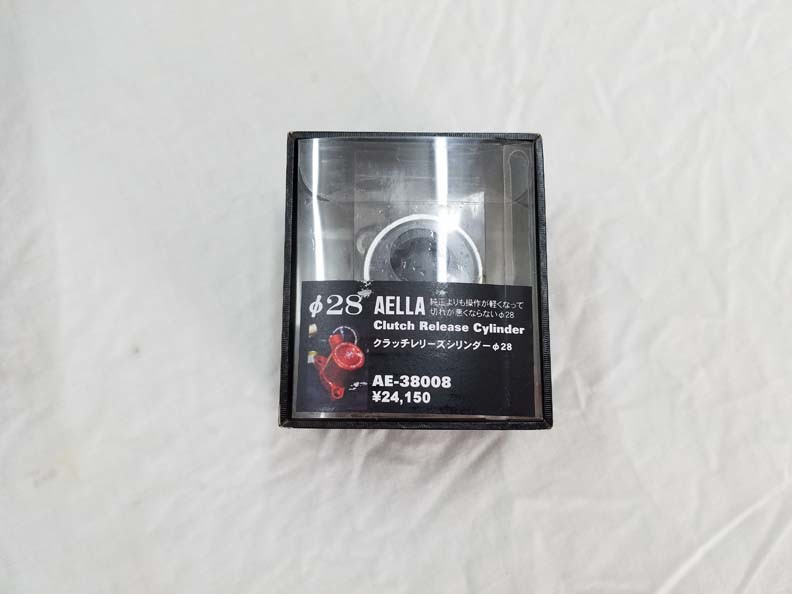 φ28 AELLA 純正よりも操作が軽くなって
切れが悪くならないφ28
Clutch Release Cylinder
クラッチレリーズシリンダーφ28
AE-38008
¥24,150